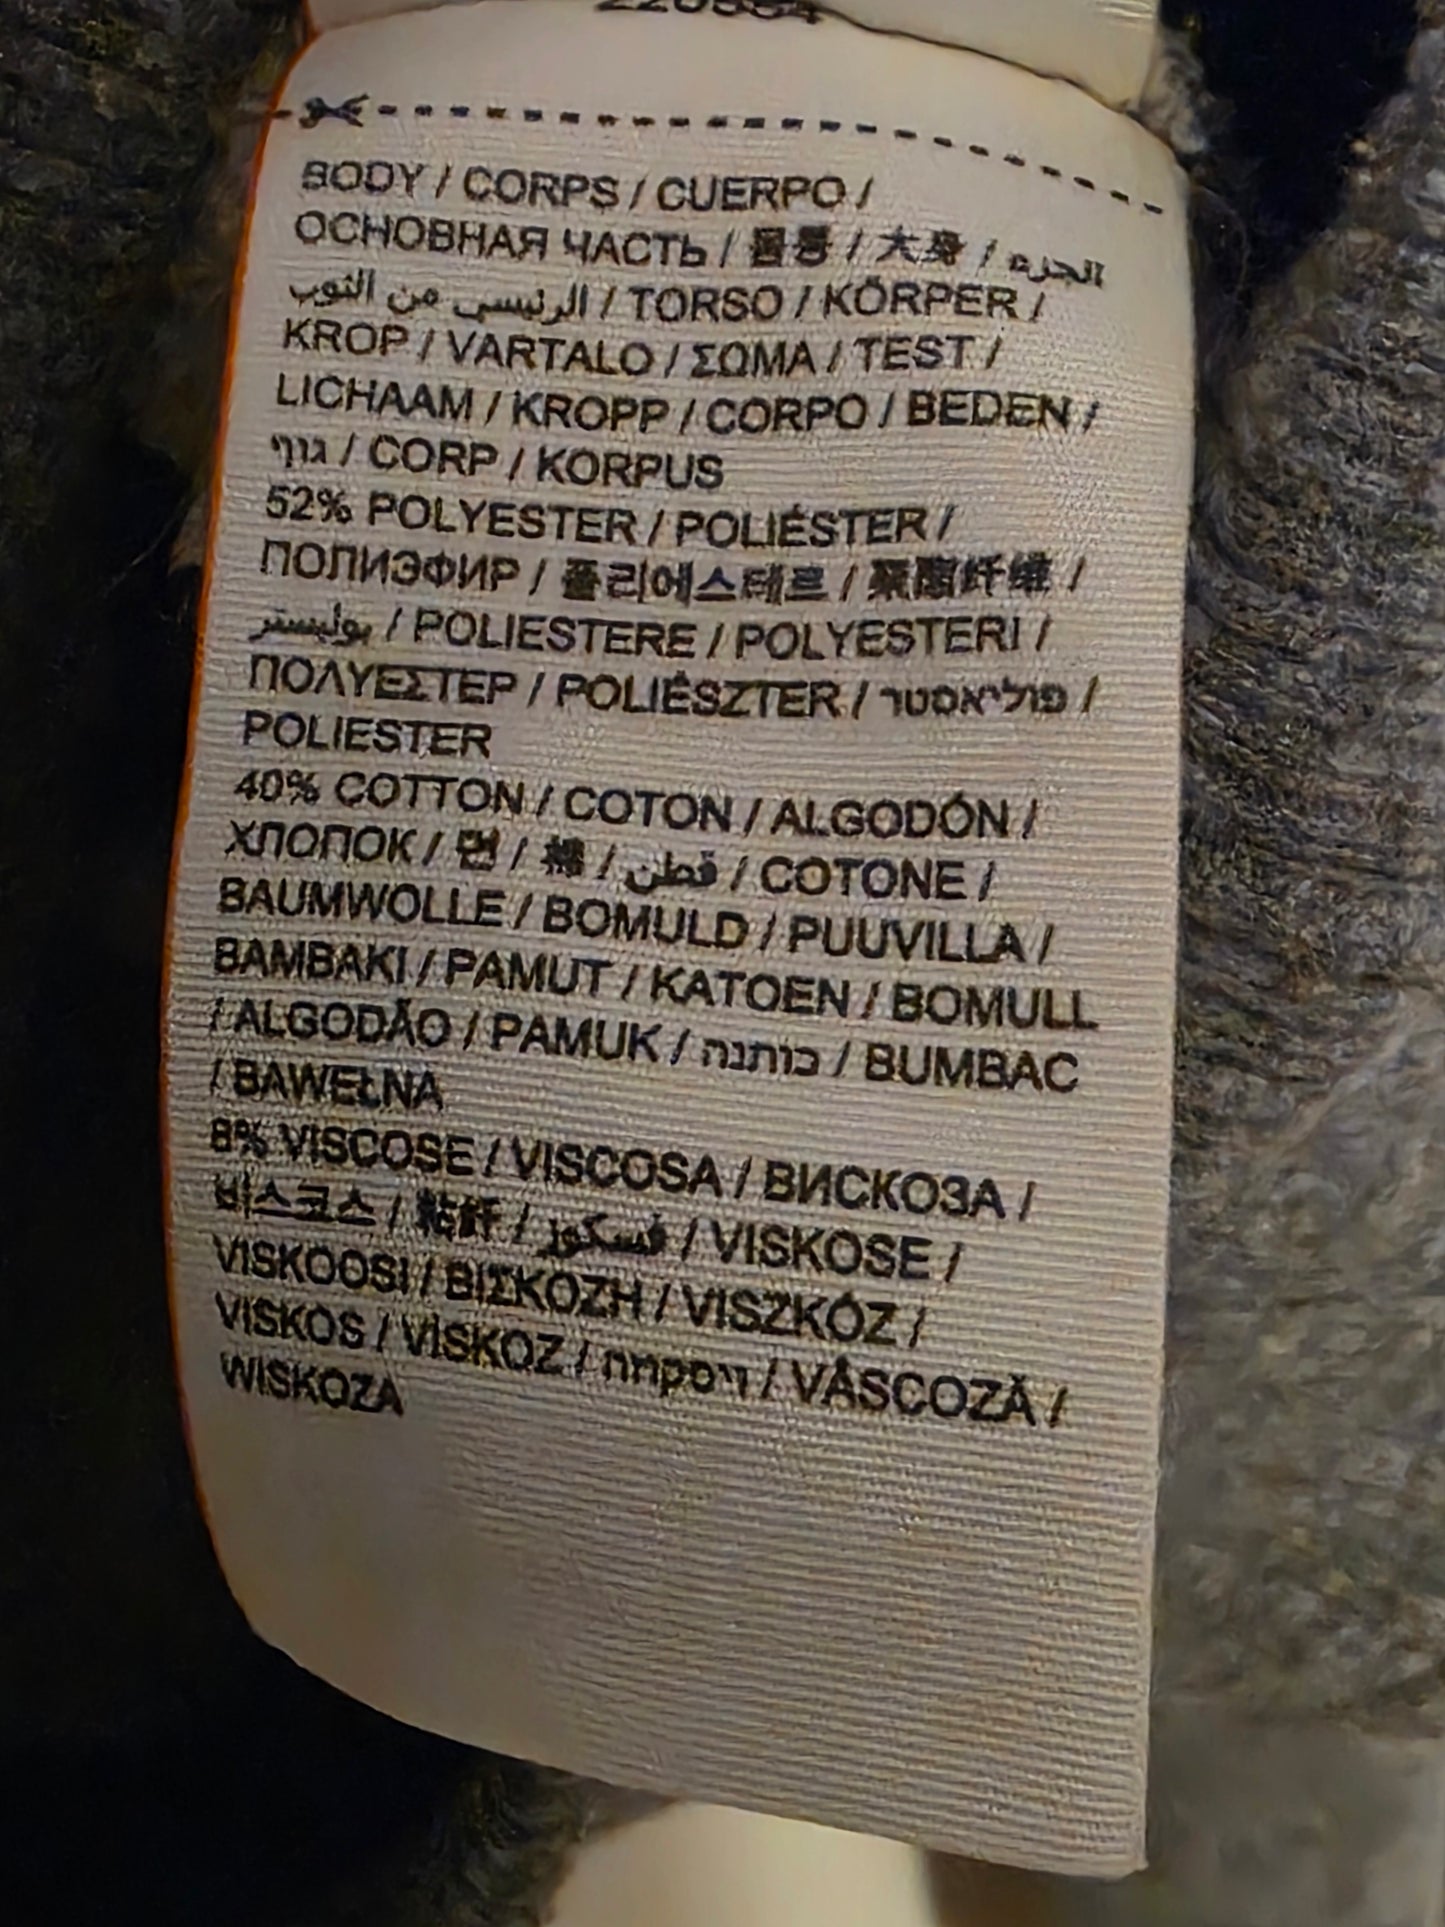 BODY / CORPS / CUERPO /
ОСНОВНАЯ ЧАСТЬ / 몸통 / 大身 / الجزء
الرئيسي من الثوب / TORSO / KÖRPER /
KROP / VARTALO / ΣΩΜΑ / TEST /
LICHAAM / KROPP / CORPO / BEDEN /
גוף / CORP / KORPUS
52% POLYESTER / POLIÉSTER /
ПОЛИЭФИР / 폴리에스테르 / 聚酯纤维 /
بوليستر / POLIESTERE / POLYESTERI /
ΠΟΛΥΕΣΤΕΡ / POLIÉSZTER / פוליאסטר /
POLIESTER
40% COTTON / COTON / ALGODÓN /
ХЛОПОК / 면 / 棉 / قطن / COTONE /
BAUMWOLLE / BOMULD / PUUVILLA /
BAMBAKI / PAMUT / KATOEN / BOMULL
/ ALGODÃO / PAMUK / כותנה / BUMBAC
/ BAWEŁNA
8% VISCOSE / VISCOSA / ВИСКОЗА /
비스코스 / 粘纤 / فسكوز / VISKOSE /
VISKOOSI / ΒΙΣΚΟΖΗ / VISZKÓZ /
VISKOS / VİSKOZ / / VÂSCOZĂ /
WISKOZA